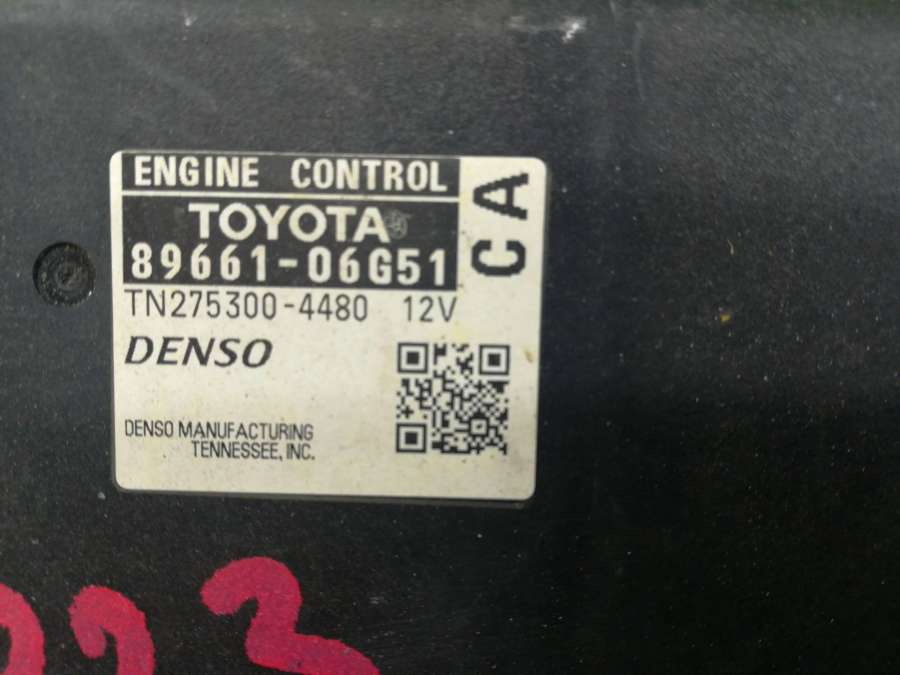 ENGINE CONTROL
TOYOTA
89661-06G51
CA
TN275300-4480 12V
DENSO
DENSO MANUFACTURING
TENNESSEE, INC.